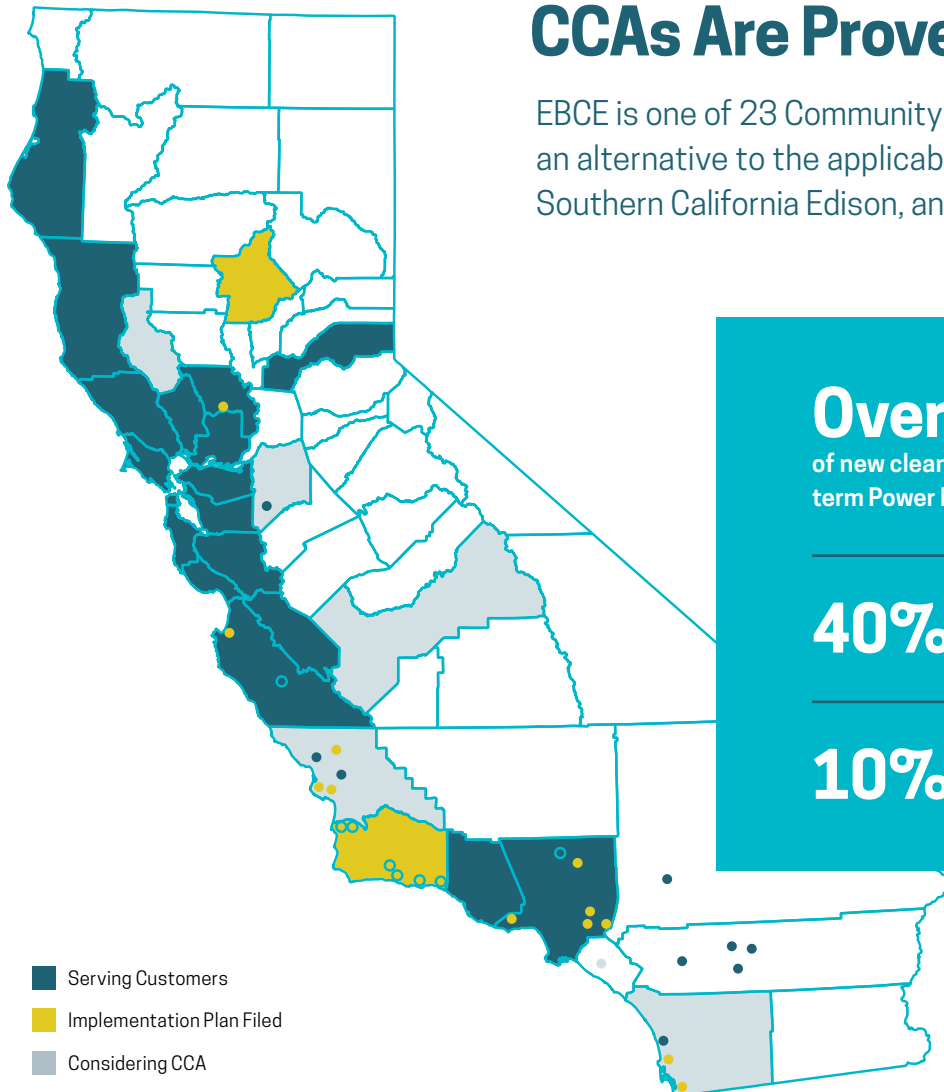 CCAs Are Prove
EBCE is one of 23 Community
an alternative to the applicab
Southern California Edison, an
Over
of new clean
term Power
40%
10%
Serving Customers
Implementation Plan Filed
Considering CCA